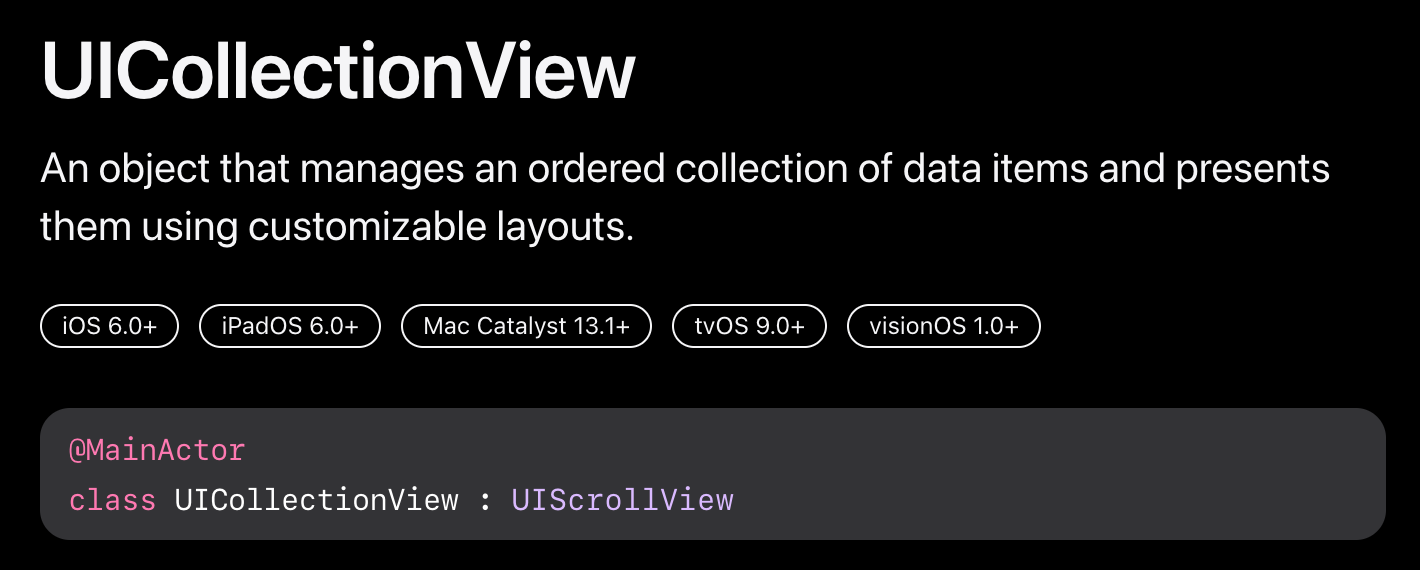 UICollectionView
An object that manages an ordered collection of data items and presents
them using customizable layouts.
iOS 6.0+ iPadOS 6.0+ Mac Catalyst 13.1+ tvOS 9.0+ visionOS 1.0+
@MainActor
class UICollectionView : UIScrollView